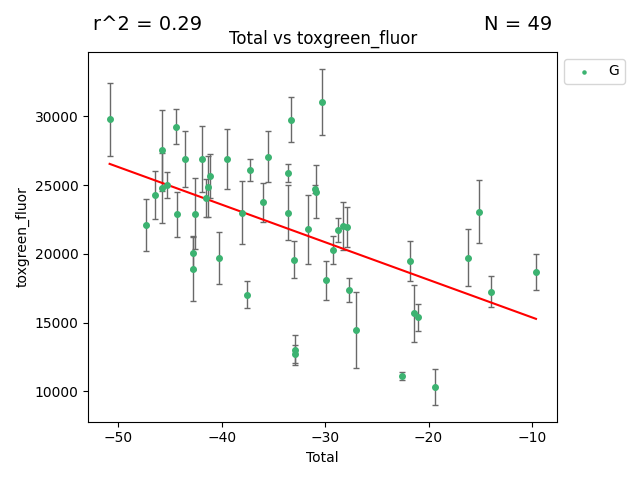 r^2 = 0.29
N = 49
Total vs toxgreen_fluor
G
30000
25000
20000
15000
10000
toxgreen_fluor
−50
−40
−30
−20
−10
Total